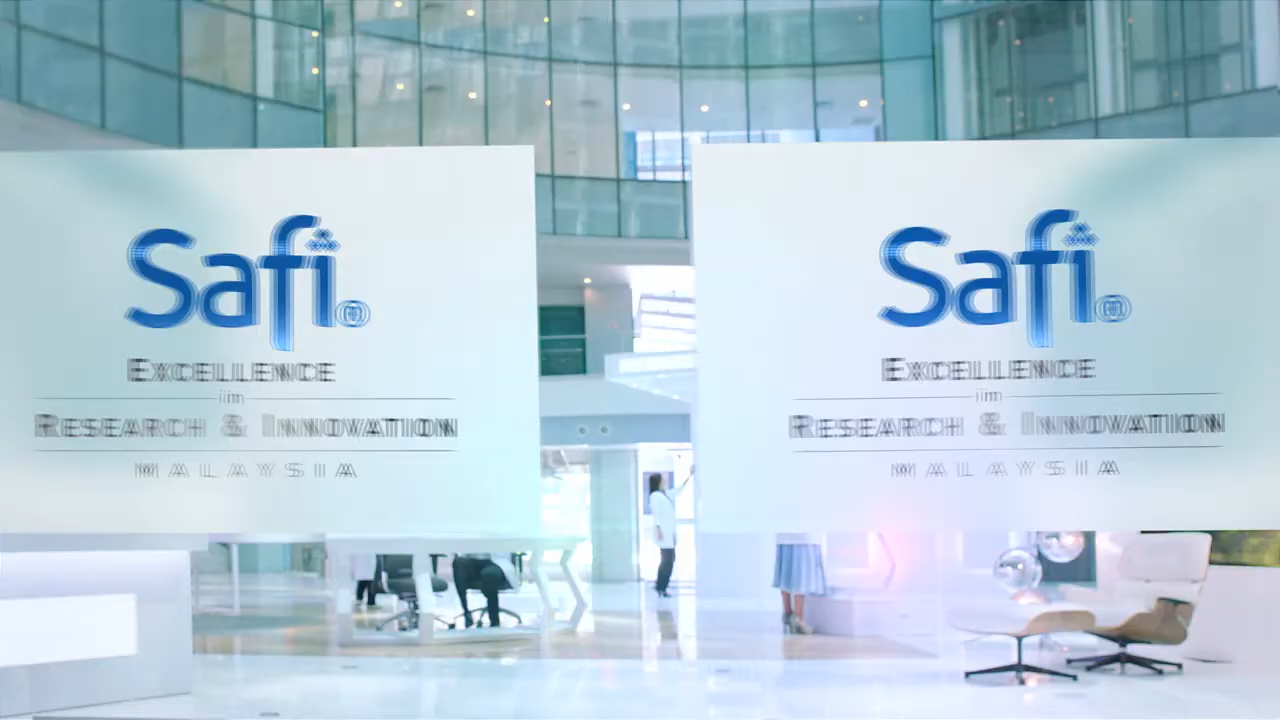 Safi®
EXCELLENCE
in
RESEARCH & INNOVATION
MALAYSIA
Safi®
EXCELLENCE
in
RESEARCH & INNOVATION
MALAYSIA